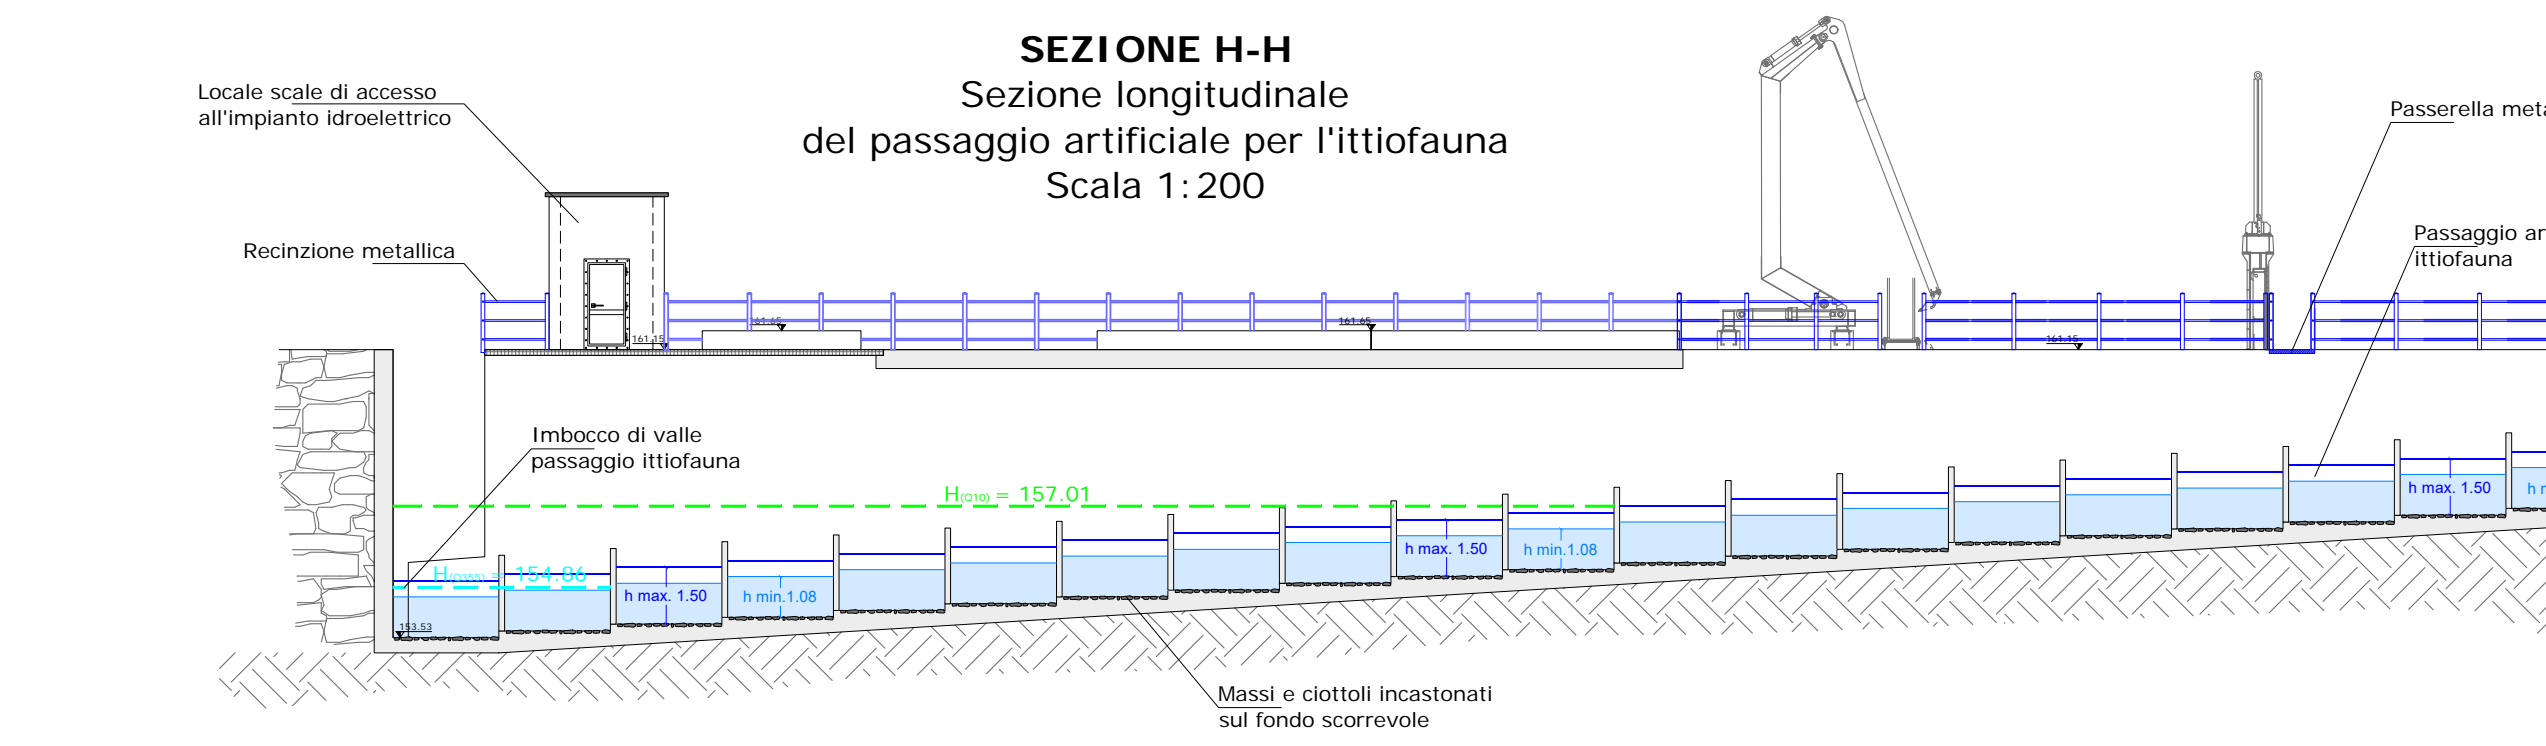 SEZIONE H-H
Sezione longitudinale
del passaggio artificiale per l'ittiofauna
Scala 1:200
Locale scale di accesso
all'impianto idroelettrico
Passerella meta
Recinzione metallica
Passaggio ar
ittiofauna
161.65
161.65
161.15
161.15
Imbocco di valle
passaggio ittiofauna
H(Q10) = 157.01
H(Q355) = 154.86
h max. 1.50
h min.1.08
h max. 1.50
h min.1.08
h max. 1.50
h m
153.53
Massi e ciottoli incastonati
sul fondo scorrevole